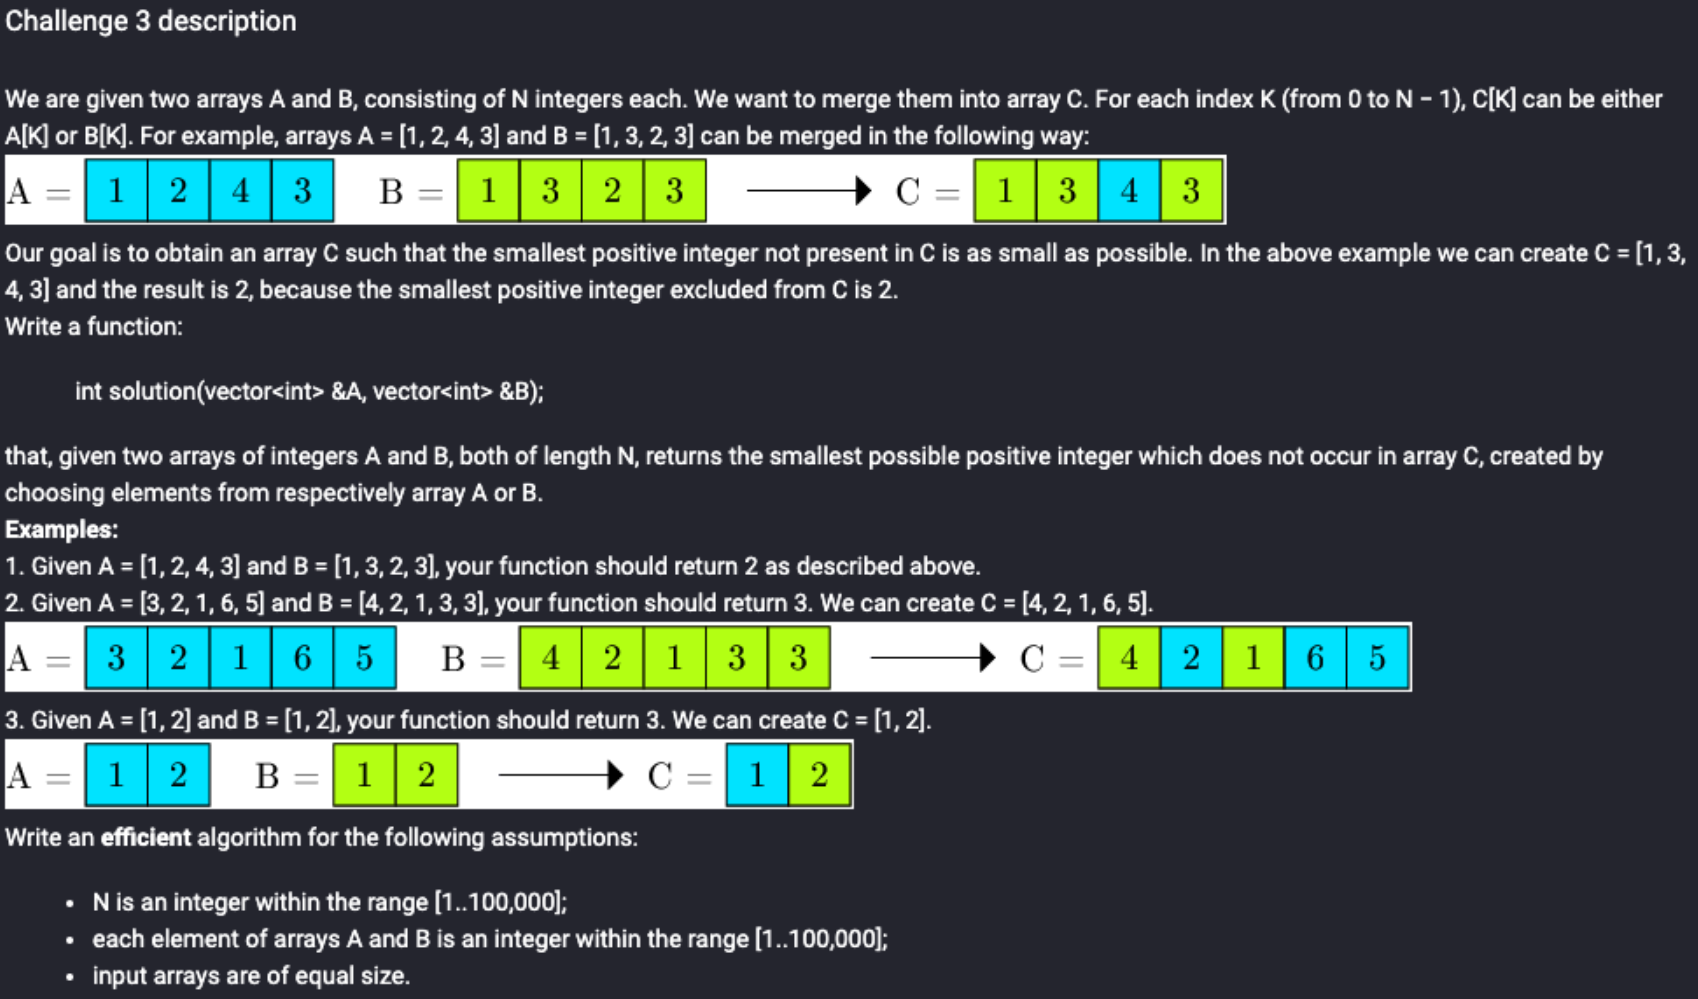 Challenge 3 description
We are given two arrays A and B, consisting of N integers each. We want to merge them into array C. For each index K (from 0 to N − 1), C[K] can be either
A[K] or B[K]. For example, arrays A = [1, 2, 4, 3] and B = [1, 3, 2, 3] can be merged in the following way:
A = 1 2 4 3 B = 1 3 2 3 C = 1 3 4 3
Our goal is to obtain an array C such that the smallest positive integer not present in C is as small as possible. In the above example we can create C = [1, 3,
4, 3] and the result is 2, because the smallest positive integer excluded from C is 2.
Write a function:
int solution(vector<int> &A, vector<int> &B);
that, given two arrays of integers A and B, both of length N, returns the smallest possible positive integer which does not occur in array C, created by
choosing elements from respectively array A or B.
Examples:
1. Given A = [1, 2, 4, 3] and B = [1, 3, 2, 3], your function should return 2 as described above.
2. Given A = [3, 2, 1, 6, 5] and B = [4, 2, 1, 3, 3], your function should return 3. We can create C = [4, 2, 1, 6, 5].
A = 3 2 1 6 5 B = 4 2 1 3 3 C = 4 2 1 6 5
3. Given A = [1, 2] and B = [1, 2], your function should return 3. We can create C = [1, 2].
A = 1 2 B = 1 2 C = 1 2
Write an efficient algorithm for the following assumptions:
• N is an integer within the range [1..100,000];
• each element of arrays A and B is an integer within the range [1..100,000];
• input arrays are of equal size.